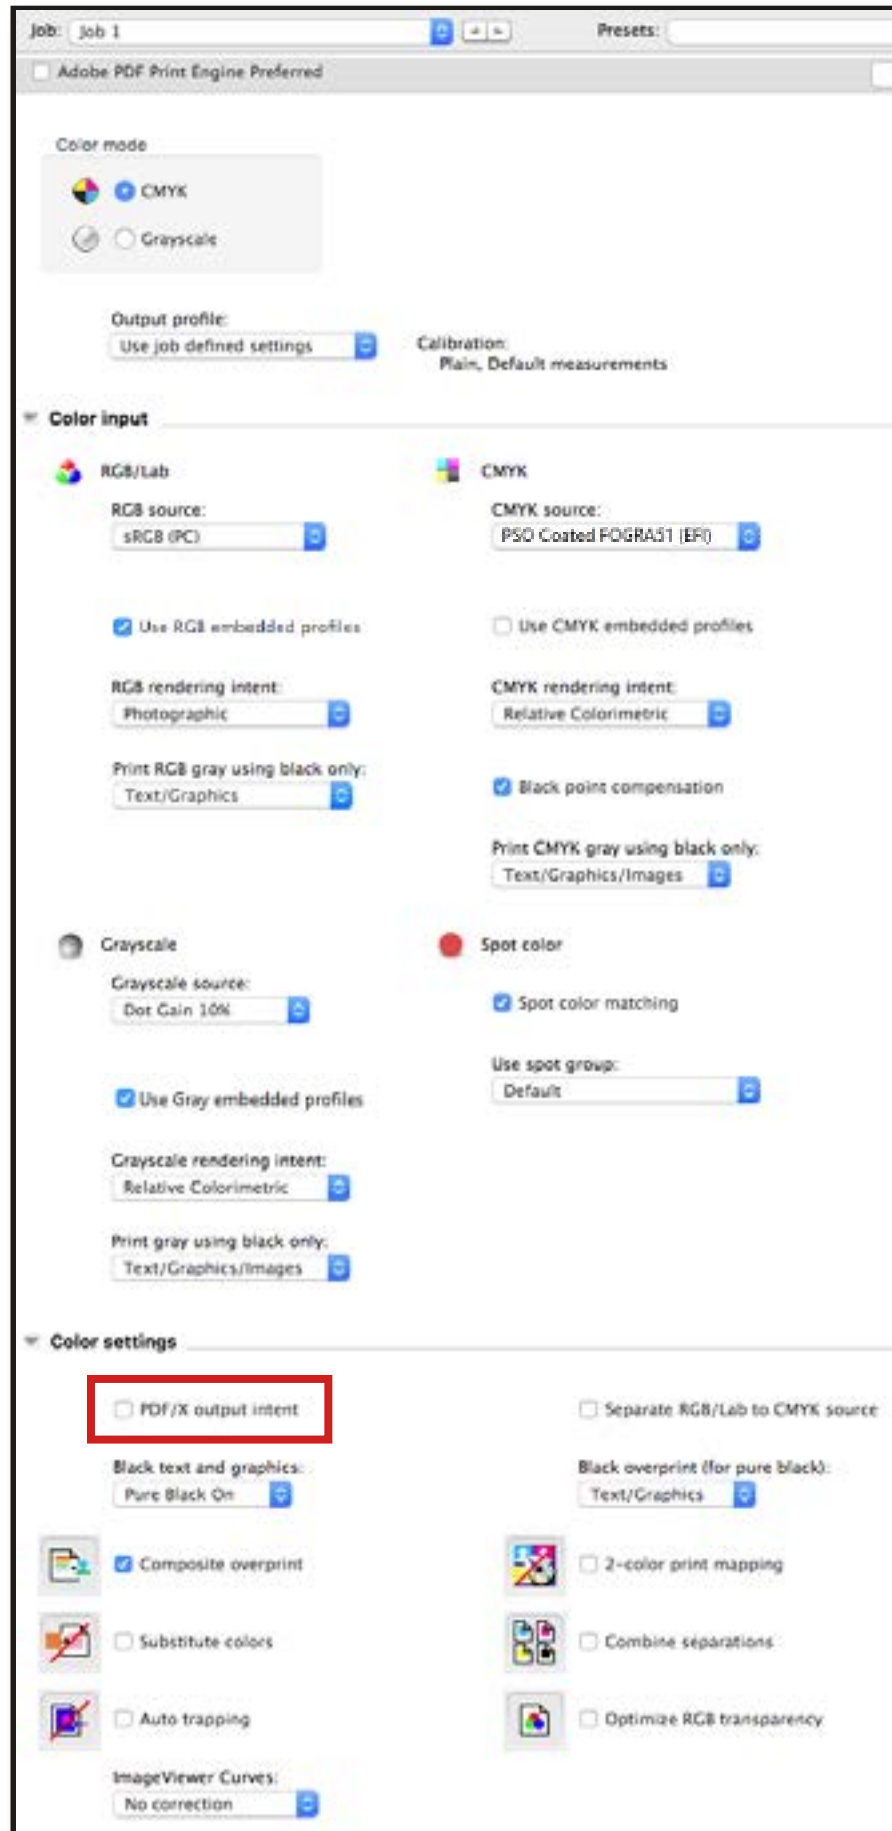 Job: Job 1
Presets:
Adobe PDF Print Engine Preferred
Color mode
CMYK
Grayscale
Output profile:
Use job defined settings
Calibration:
Plain, Default measurements
Color input
RGB/Lab
RGB source:
sRGB (PC)
Use RGB embedded profiles
RGB rendering intent:
Photographic
Print RGB gray using black only:
Text/Graphics
CMYK
CMYK source:
PSO Coated FOGRA51 (EFI)
Use CMYK embedded profiles
CMYK rendering intent:
Relative Colorimetric
Black point compensation
Print CMYK gray using black only:
Text/Graphics/Images
Grayscale
Grayscale source:
Dot Gain 10%
Use Gray embedded profiles
Grayscale rendering intent:
Relative Colorimetric
Print gray using black only:
Text/Graphics/Images
Spot color
Spot color matching
Use spot group:
Default
Color settings
PDF/X output intent
Separate RGB/Lab to CMYK source
Black text and graphics:
Pure Black On
Black overprint (for pure black):
Text/Graphics
Composite overprint
2-color print mapping
Substitute colors
Combine separations
Auto trapping
Optimize RGB transparency
ImageViewer Curves:
No correction